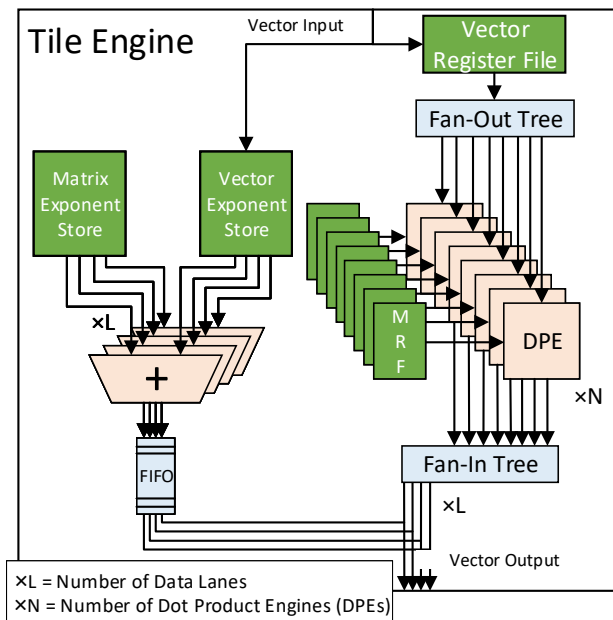 Tile Engine
Vector Input
Vector
Register File
Fan-Out Tree
Matrix
Exponent
Store
Vector
Exponent
Store
×L
+
M
R
F
DPE
×N
FIFO
Fan-In Tree
×L
Vector Output
×L = Number of Data Lanes
×N = Number of Dot Product Engines (DPEs)